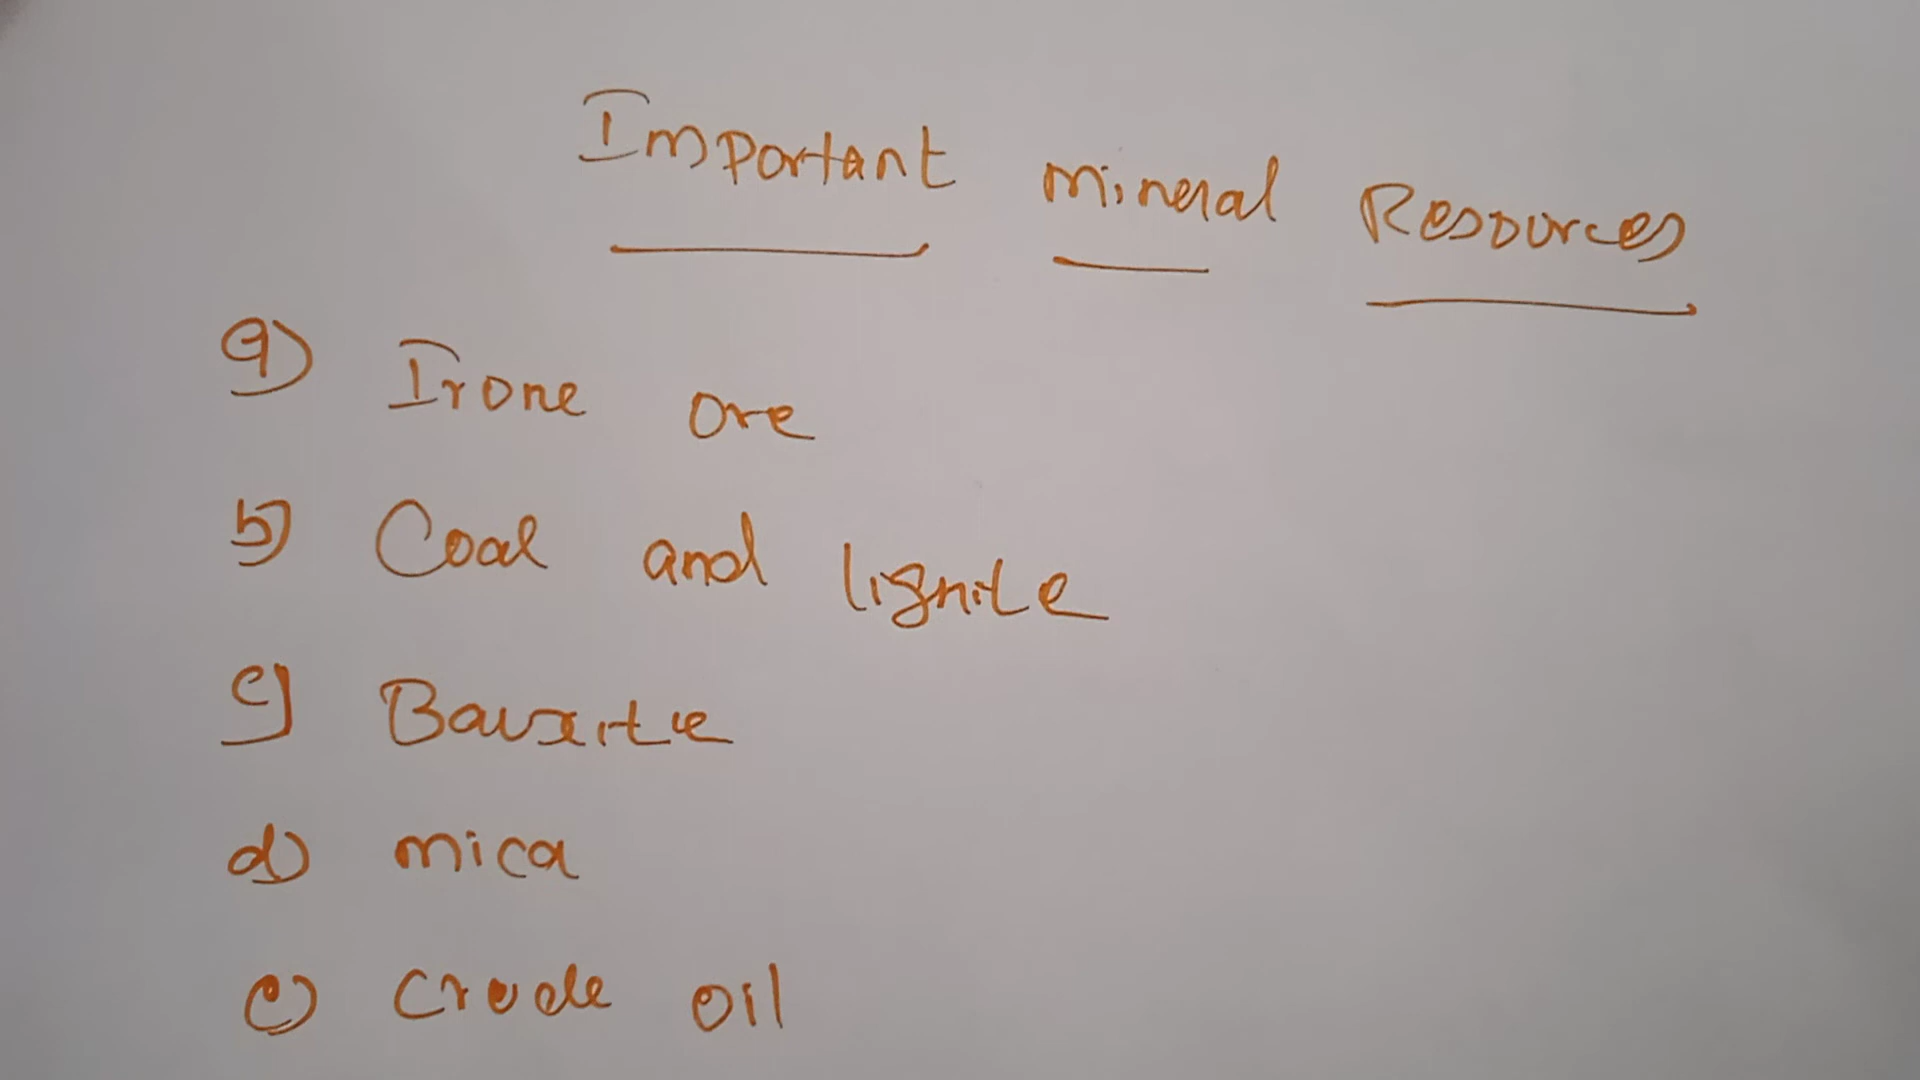 Important mineral Resources
a) Irone ore
b) Coal and lignite
c) Bauxite
d) mica
e) Crude oil